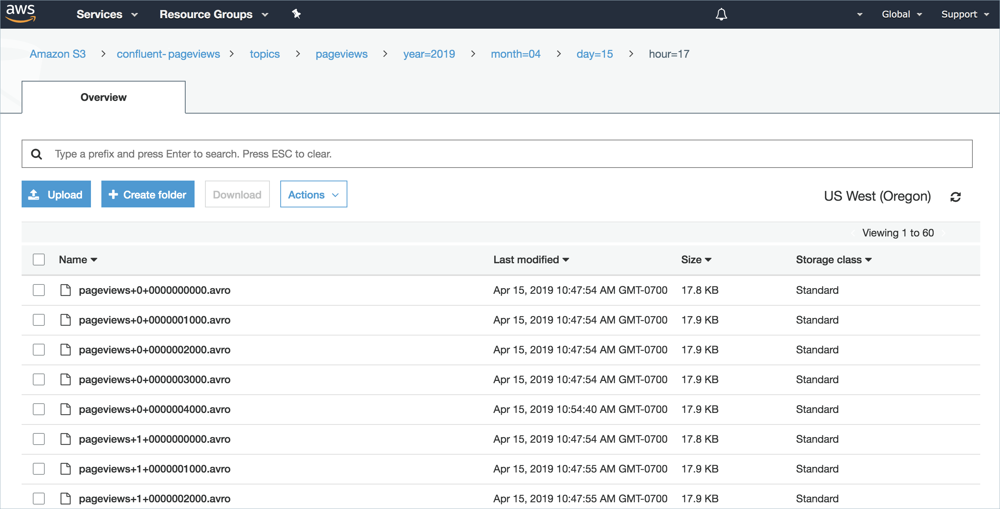 aws Services Resource Groups Global Support
Amazon S3 > confluent-pageviews > topics > pageviews > year=2019 > month=04 > day=15 > hour=17
Overview
Type a prefix and press Enter to search. Press ESC to clear.
Upload + Create folder Download Actions US West (Oregon)
Viewing 1 to 60
Name Last modified Size Storage class
pageviews+0+0000000000.avro Apr 15, 2019 10:47:54 AM GMT-0700 17.8 KB Standard
pageviews+0+0000001000.avro Apr 15, 2019 10:47:54 AM GMT-0700 17.9 KB Standard
pageviews+0+0000002000.avro Apr 15, 2019 10:47:54 AM GMT-0700 17.9 KB Standard
pageviews+0+0000003000.avro Apr 15, 2019 10:47:54 AM GMT-0700 17.9 KB Standard
pageviews+0+0000004000.avro Apr 15, 2019 10:54:40 AM GMT-0700 17.9 KB Standard
pageviews+1+0000000000.avro Apr 15, 2019 10:47:54 AM GMT-0700 17.8 KB Standard
pageviews+1+0000001000.avro Apr 15, 2019 10:47:55 AM GMT-0700 17.9 KB Standard
pageviews+1+0000002000.avro Apr 15, 2019 10:47:55 AM GMT-0700 17.9 KB Standard